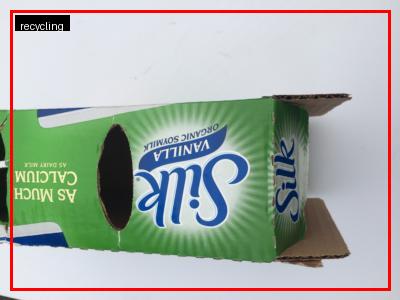 recycling
Silk
VANILLA
ORGANIC SOYMILK
AS MUCH
CALCIUM
AS DAIRY MILK
Silk